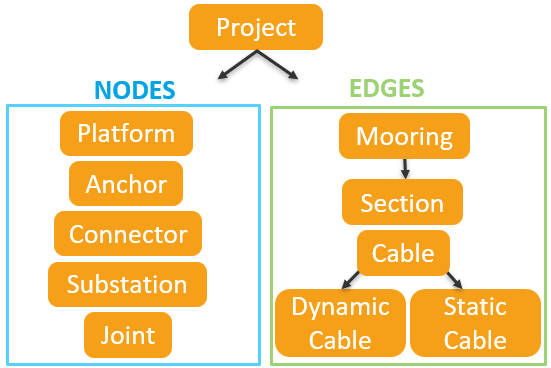 Project
NODES
Platform
Anchor
Connector
Substation
Joint
EDGES
Mooring
Section
Cable
Dynamic
Cable
Static
Cable